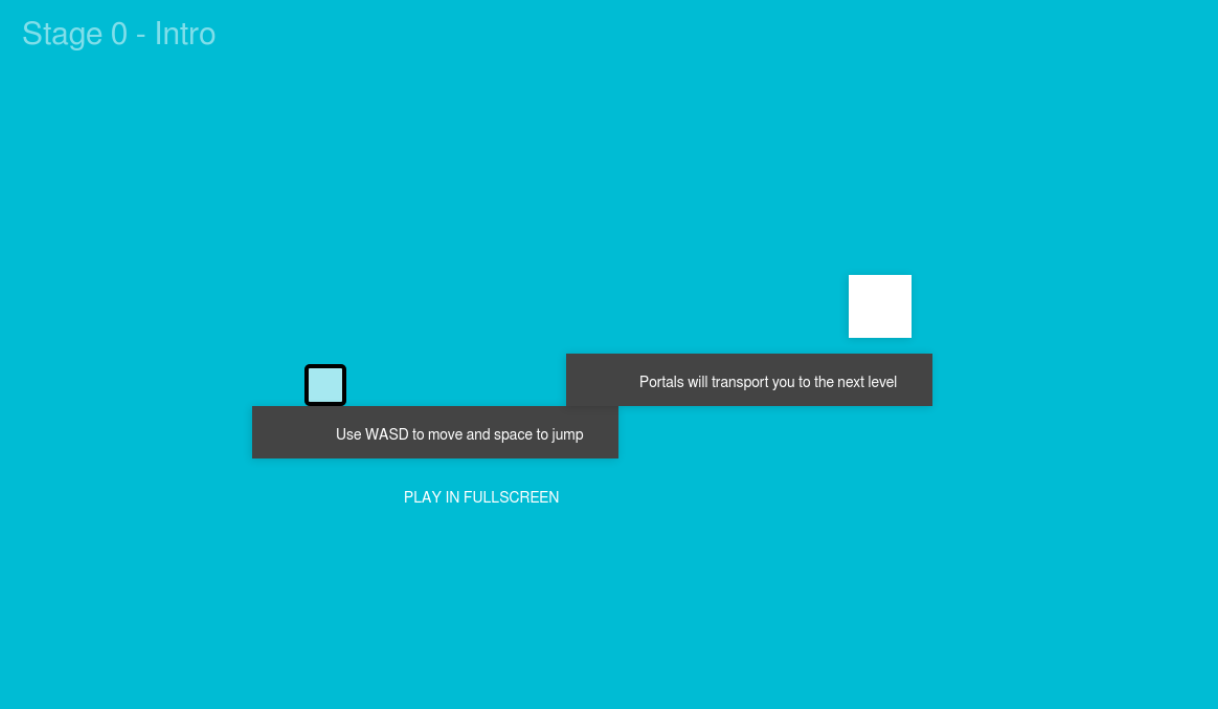 Stage 0 - Intro
Portals will transport you to the next level
Use WASD to move and space to jump
PLAY IN FULLSCREEN